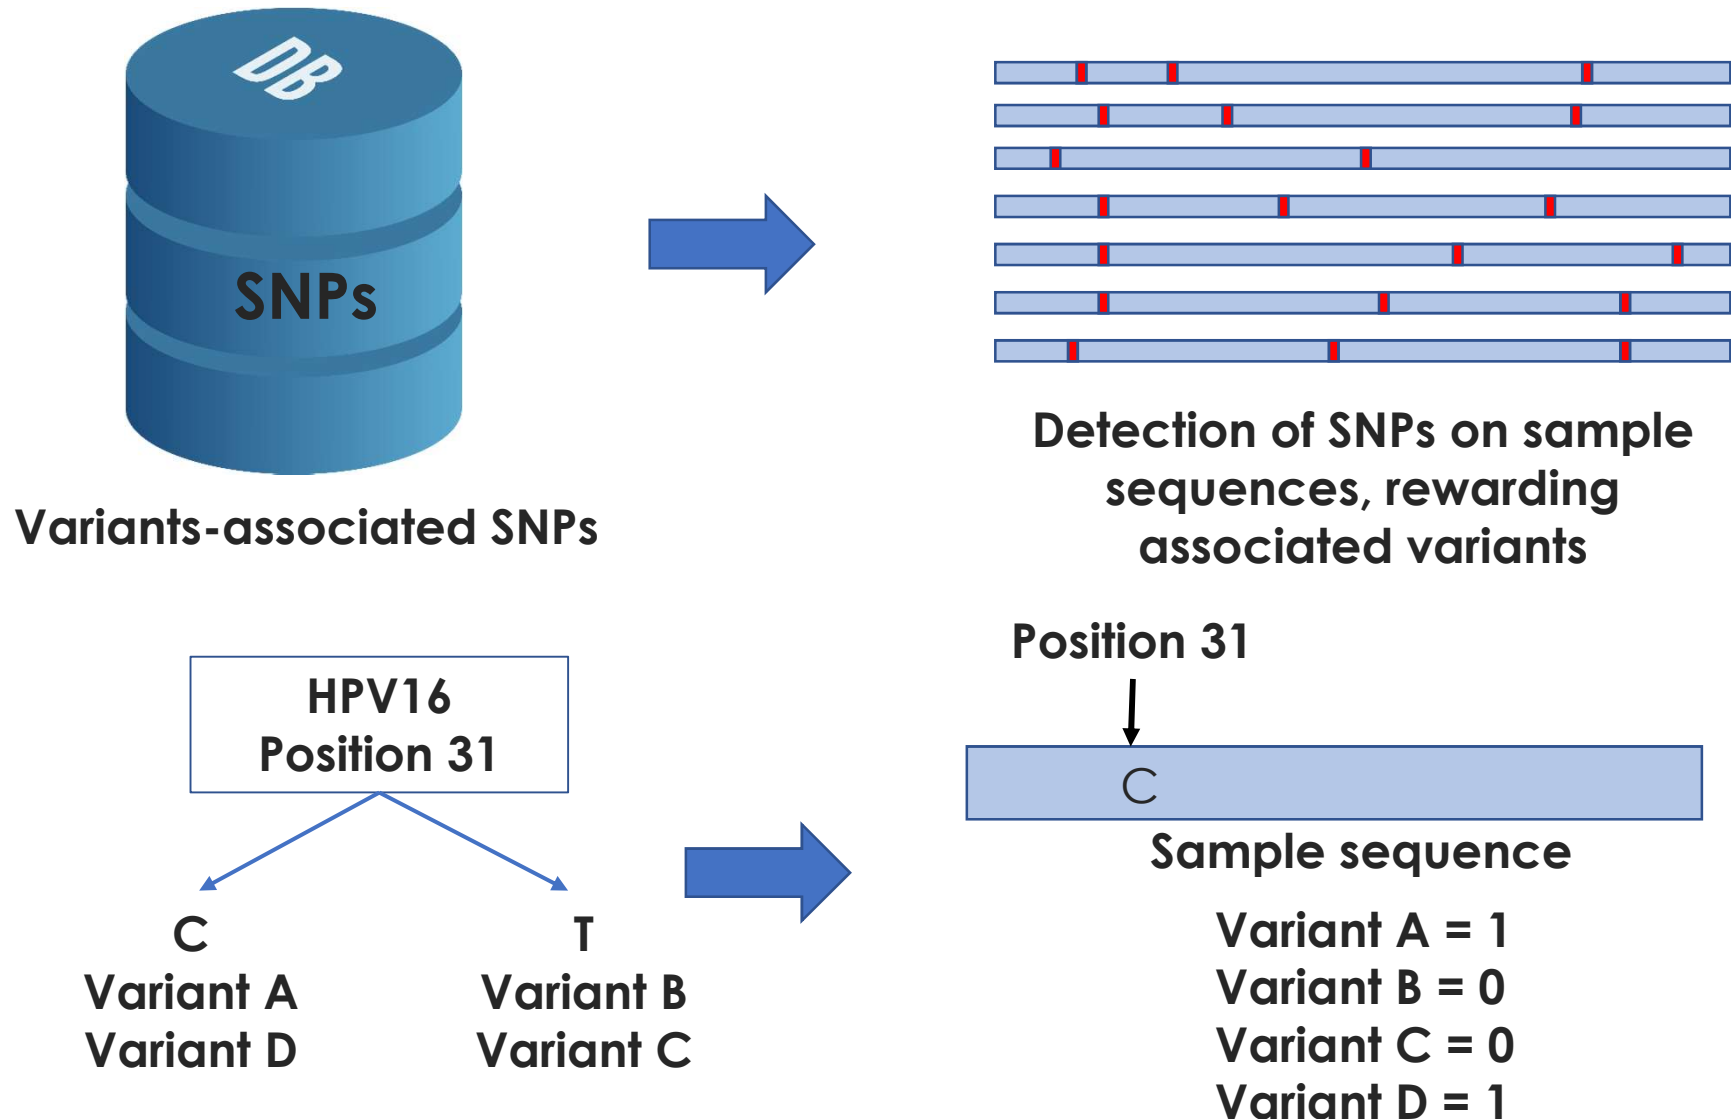 DB
SNPs
Variants-associated SNPs
Detection of SNPs on sample
sequences, rewarding
associated variants
HPV16
Position 31
C
Variant A
Variant D
T
Variant B
Variant C
Position 31
C
Sample sequence
Variant A = 1
Variant B = 0
Variant C = 0
Variant D = 1